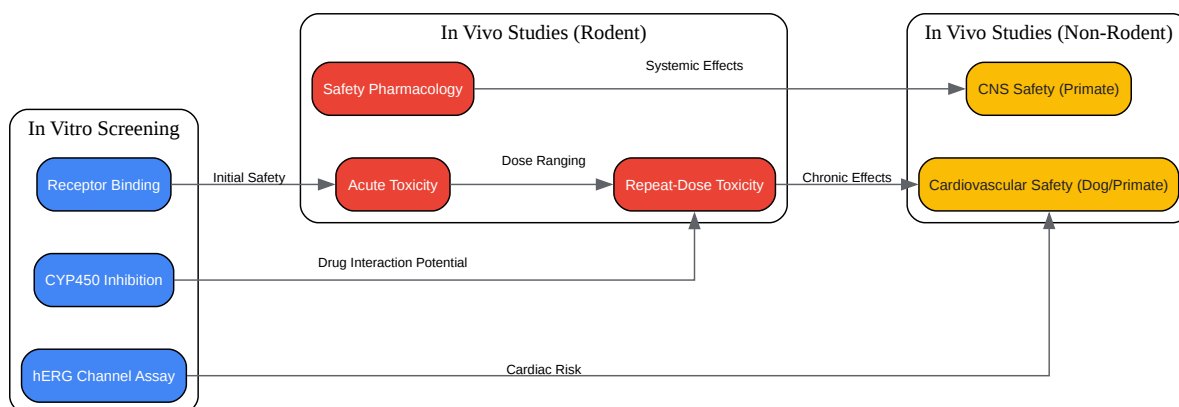 In Vivo Studies (Rodent)
In Vivo Studies (Non-Rodent)
Safety Pharmacology
Systemic Effects
CNS Safety (Primate)
In Vitro Screening
Receptor Binding
Initial Safety
Acute Toxicity
Dose Ranging
Repeat-Dose Toxicity
Chronic Effects
Cardiovascular Safety (Dog/Primate)
CYP450 Inhibition
Drug Interaction Potential
hERG Channel Assay
Cardiac Risk